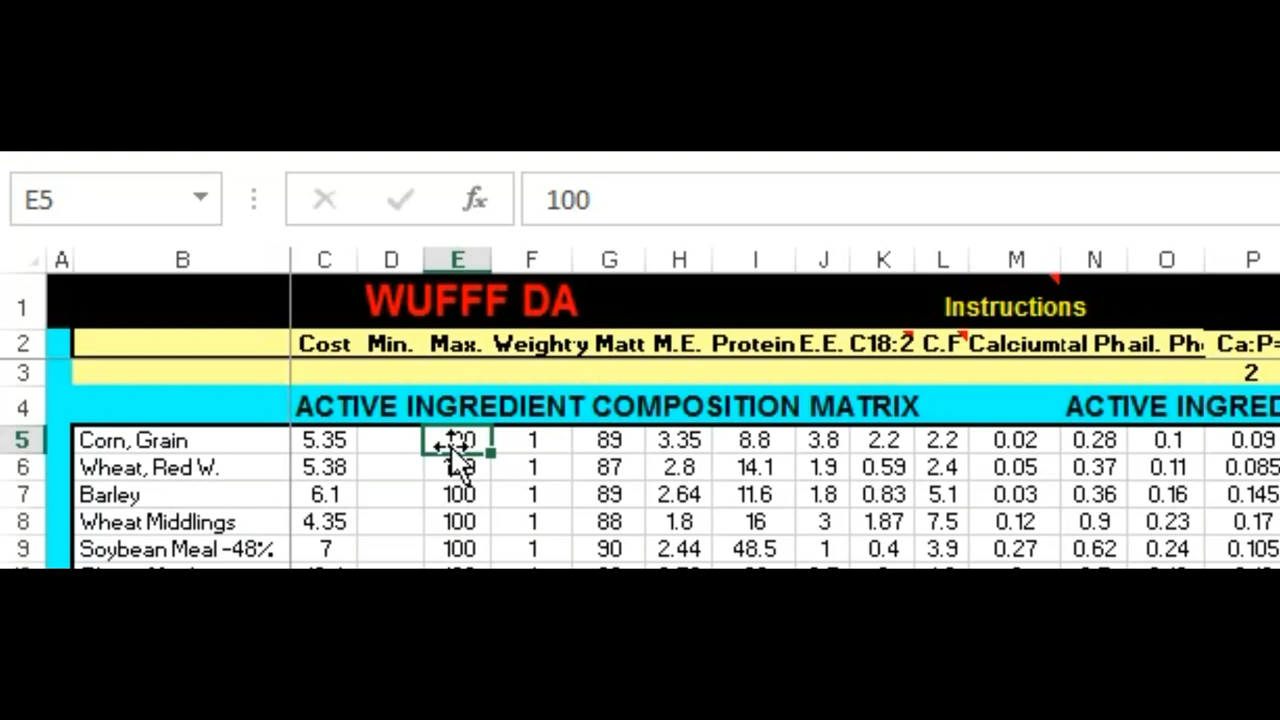 E5 fx 100
A B C D E F G H I J K L M N O P
1 WUFFF DA Instructions
2 Cost Min. Max. Weight y Matt M.E. Protein E.E. C18:2 C.F Calcium tal Ph ail. Ph Ca:P=
3 2
4 ACTIVE INGREDIENT COMPOSITION MATRIX ACTIVE INGRED
5 Corn, Grain 5.35 100 1 89 3.35 8.8 3.8 2.2 2.2 0.02 0.28 0.1 0.09
6 Wheat, Red W. 5.38 1 87 2.8 14.1 1.9 0.59 2.4 0.05 0.37 0.11 0.085
7 Barley 6.1 100 1 89 2.64 11.6 1.8 0.83 5.1 0.03 0.36 0.16 0.145
8 Wheat Middlings 4.35 100 1 88 1.8 16 3 1.87 7.5 0.12 0.9 0.23 0.17
9 Soybean Meal -48% 7 100 1 90 2.44 48.5 1 0.4 3.9 0.27 0.62 0.24 0.105